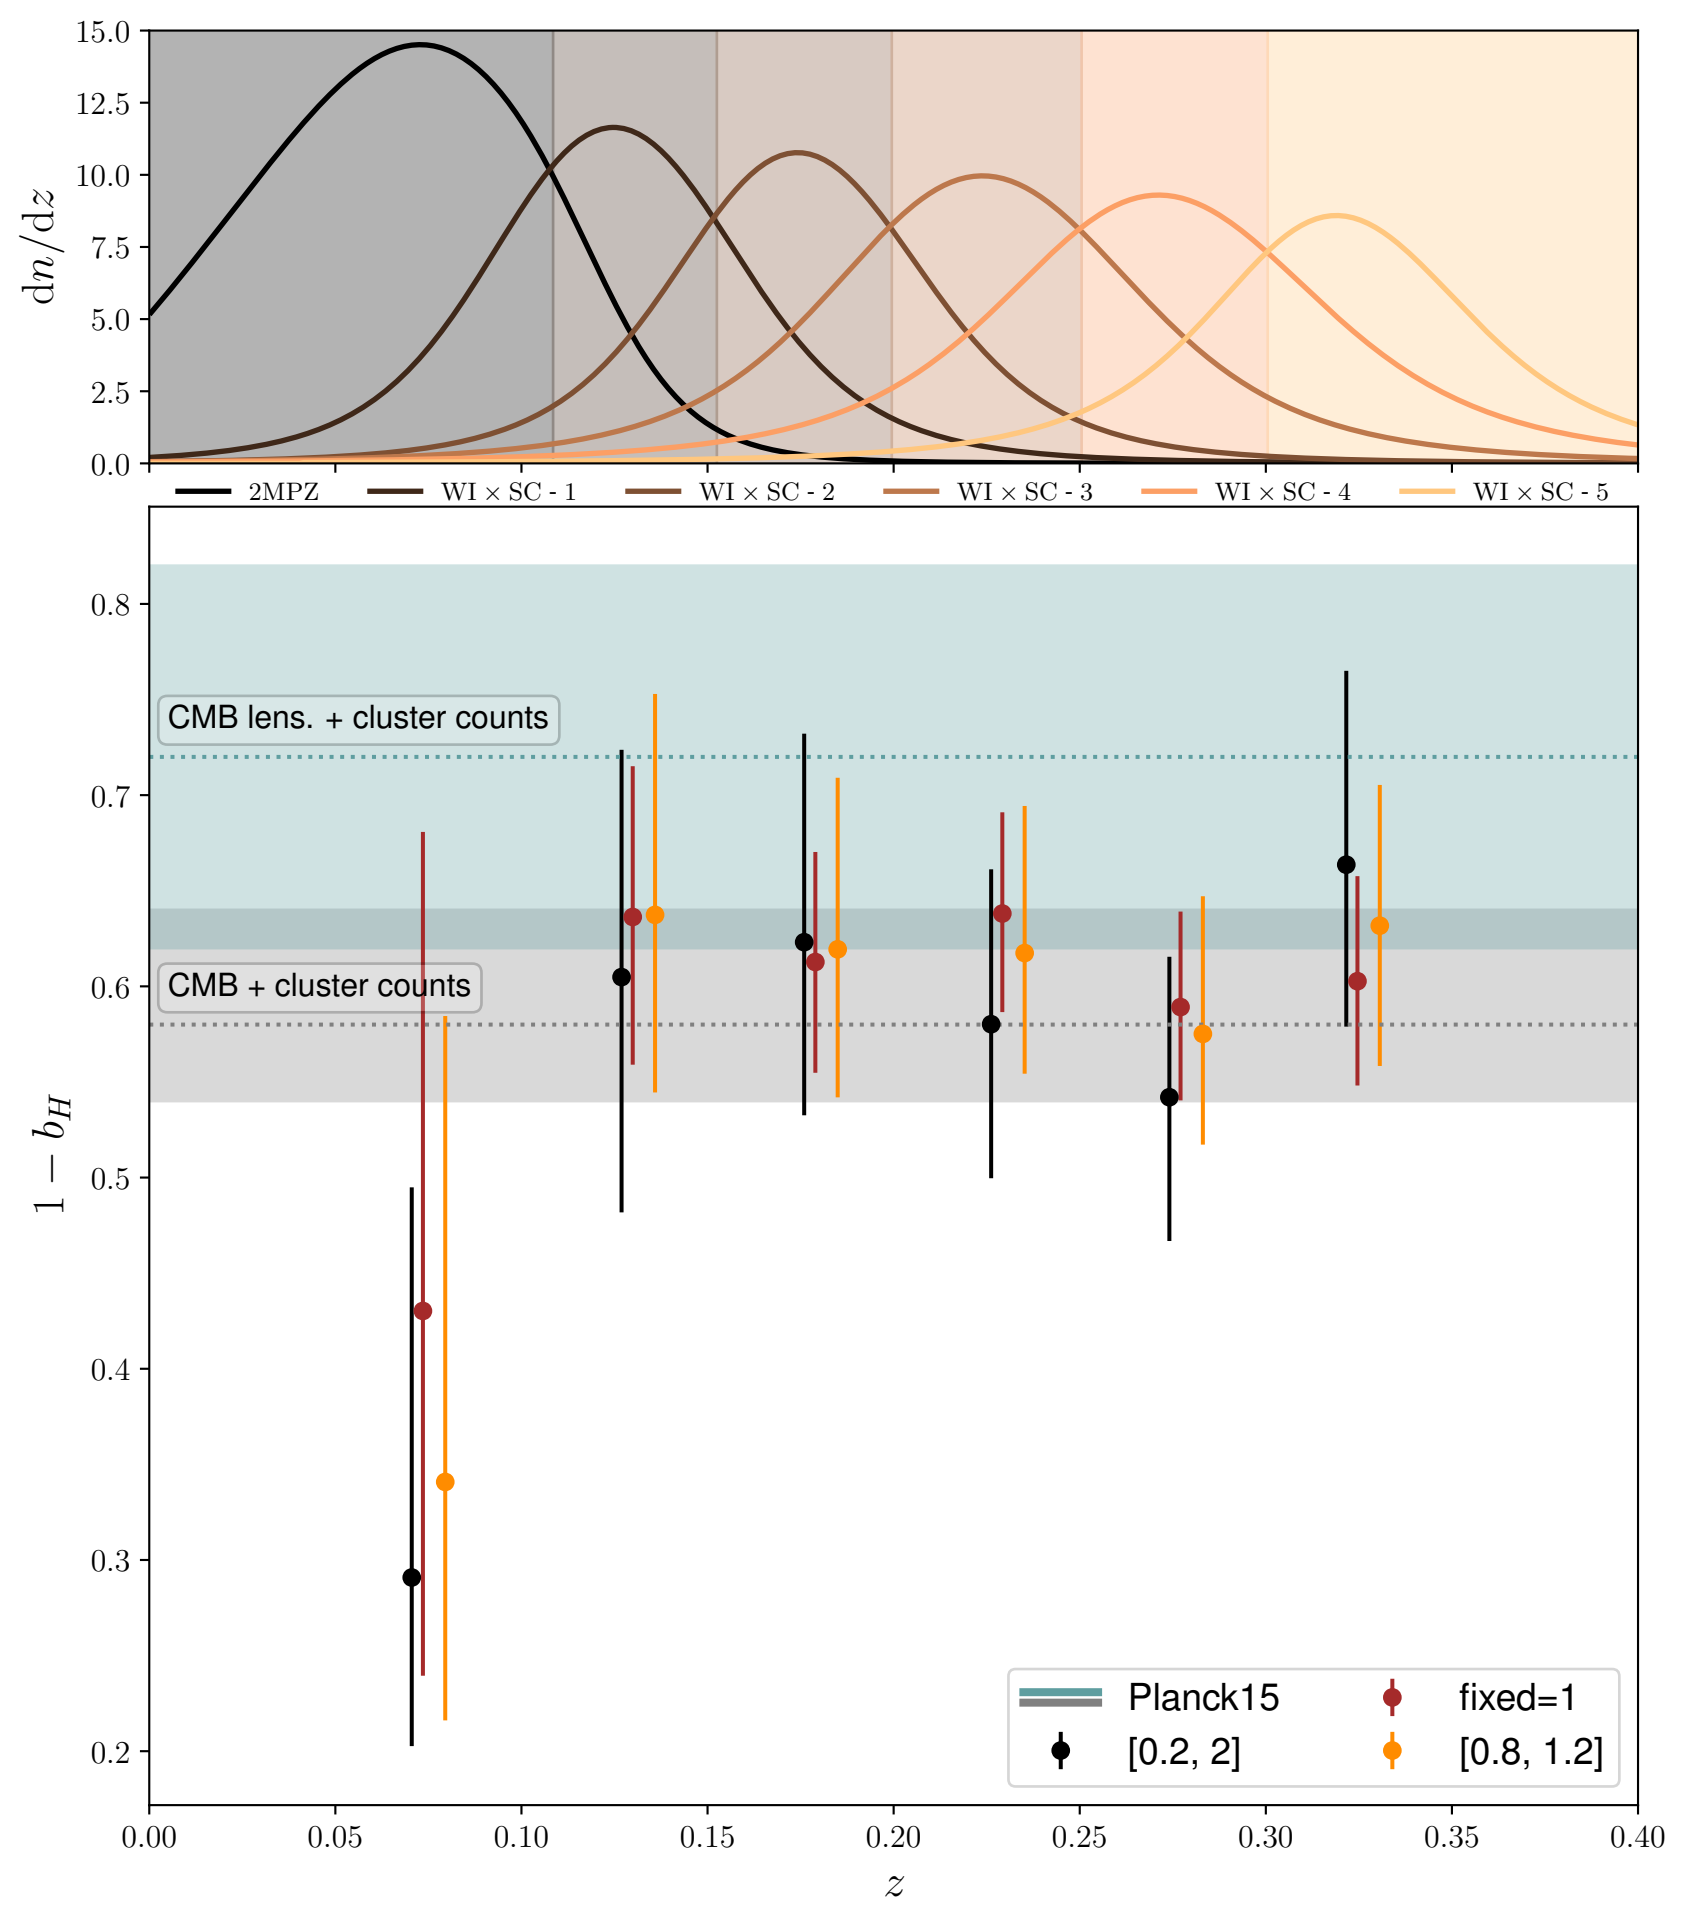 15.0
12.5
10.0
7.5
5.0
2.5
0.0
dn/dz
2MPZ WI × SC - 1 WI × SC - 2 WI × SC - 3 WI × SC - 4 WI × SC - 5
0.8
CMB lens. + cluster counts
0.7
0.6
CMB + cluster counts
1 − b_H
0.5
0.4
0.3
0.2
Planck15 fixed=1
[0.2, 2] [0.8, 1.2]
0.00 0.05 0.10 0.15 0.20 0.25 0.30 0.35 0.40
z